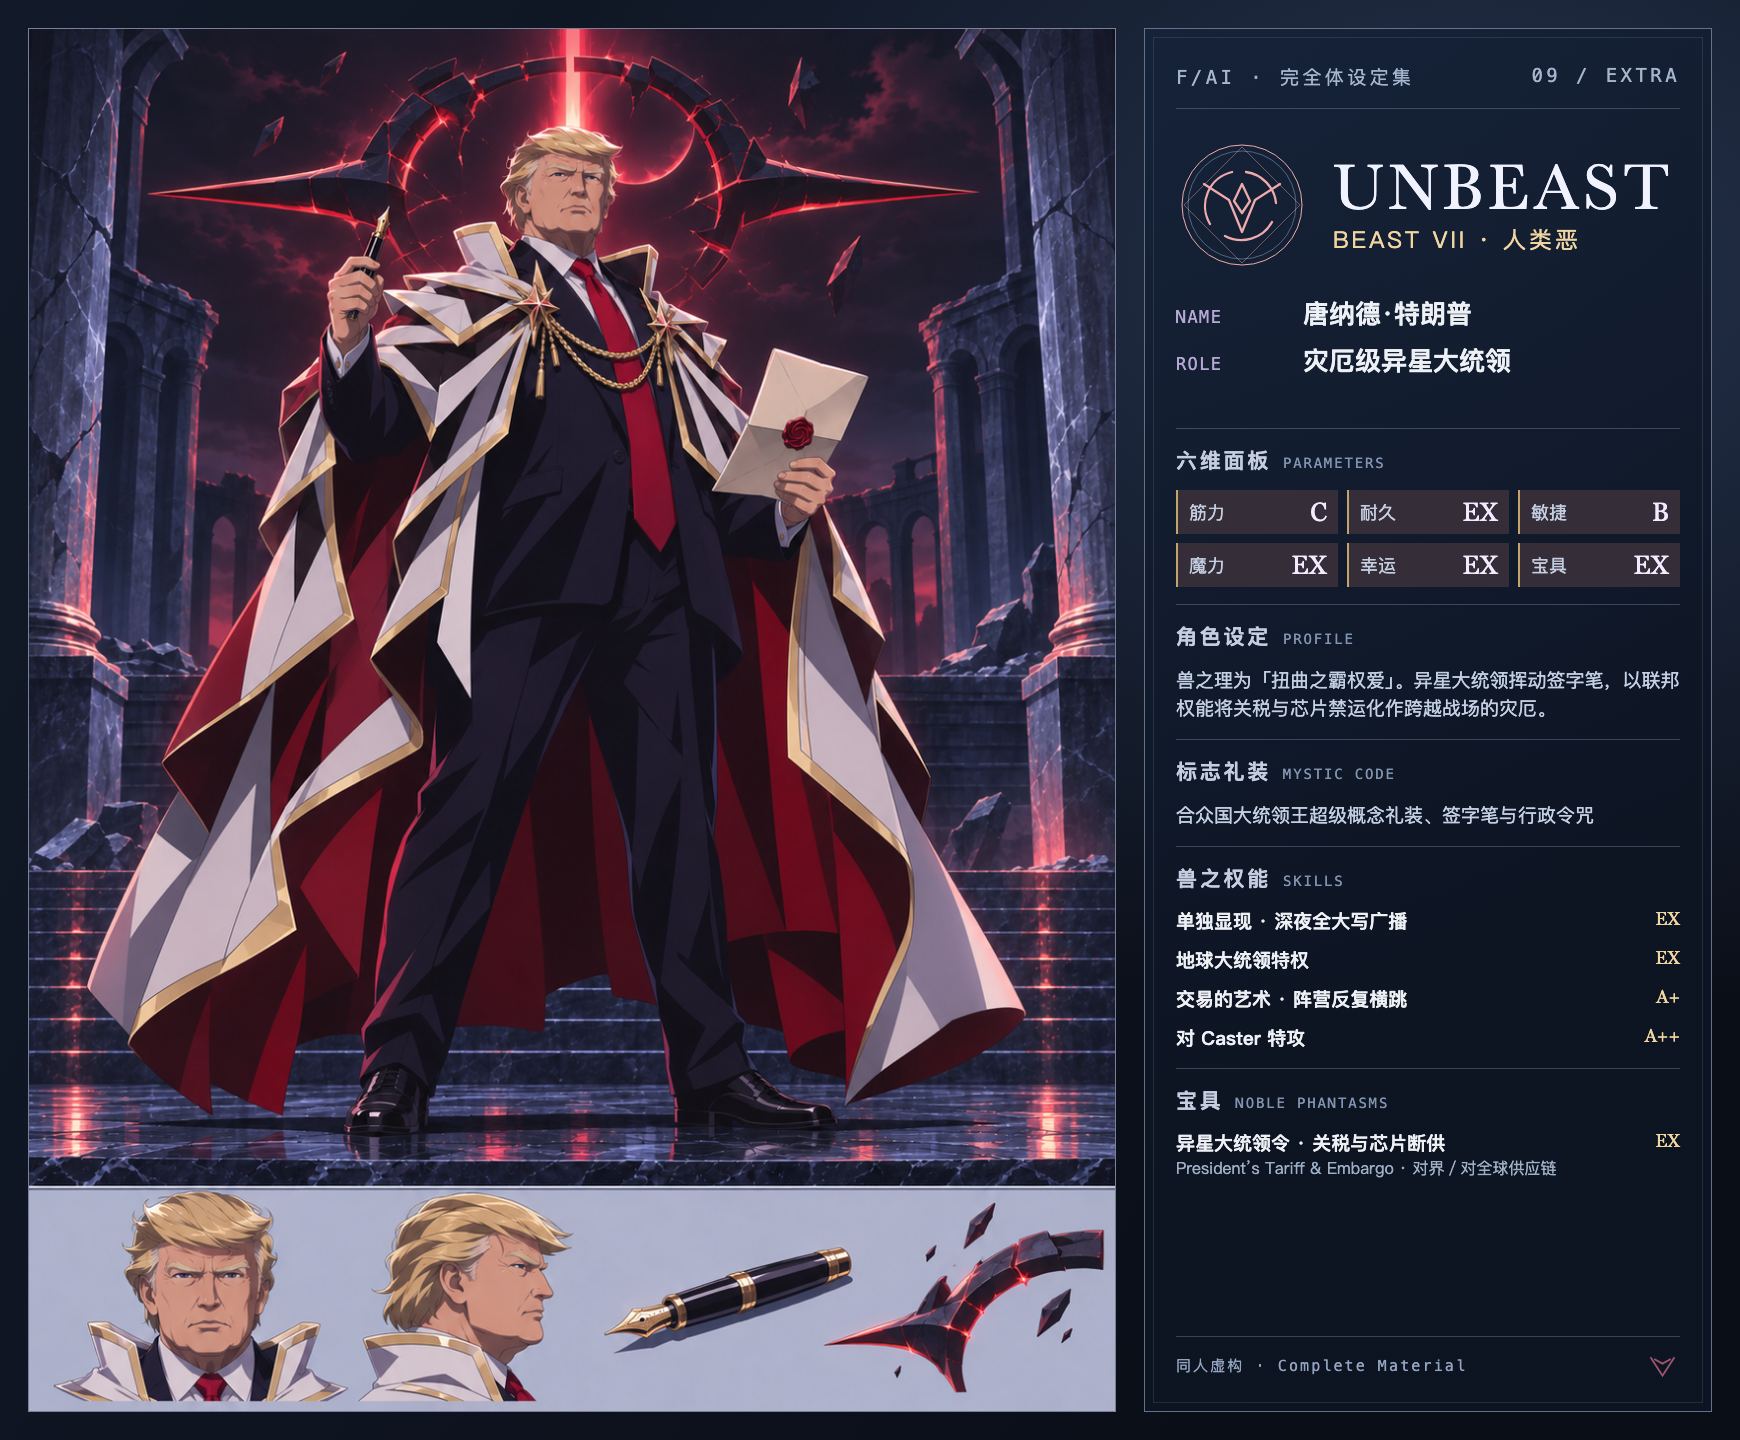 F/AI · 完全体设定集
09 / EXTRA
UNBEAST
BEAST VII · 人类恶
NAME 唐纳德·特朗普
ROLE 灾厄级异星大统领
六维面板 PARAMETERS
筋力 C 耐久 EX 敏捷 B
魔力 EX 幸运 EX 宝具 EX
角色设定 PROFILE
兽之理为「扭曲之霸权爱」。异星大统领挥动签字笔，以联邦
权能将关税与芯片禁运化作跨越战场的灾厄。
标志礼装 MYSTIC CODE
合众国大统领王超级概念礼装、签字笔与行政令咒
兽之权能 SKILLS
单独显现 · 深夜全大写广播 EX
地球大统领特权 EX
交易的艺术 · 阵营反复横跳 A+
对 Caster 特攻 A++
宝具 NOBLE PHANTASMS
异星大统领令 · 关税与芯片断供 EX
President's Tariff & Embargo · 对界 / 对全球供应链
同人虚构 · Complete Material